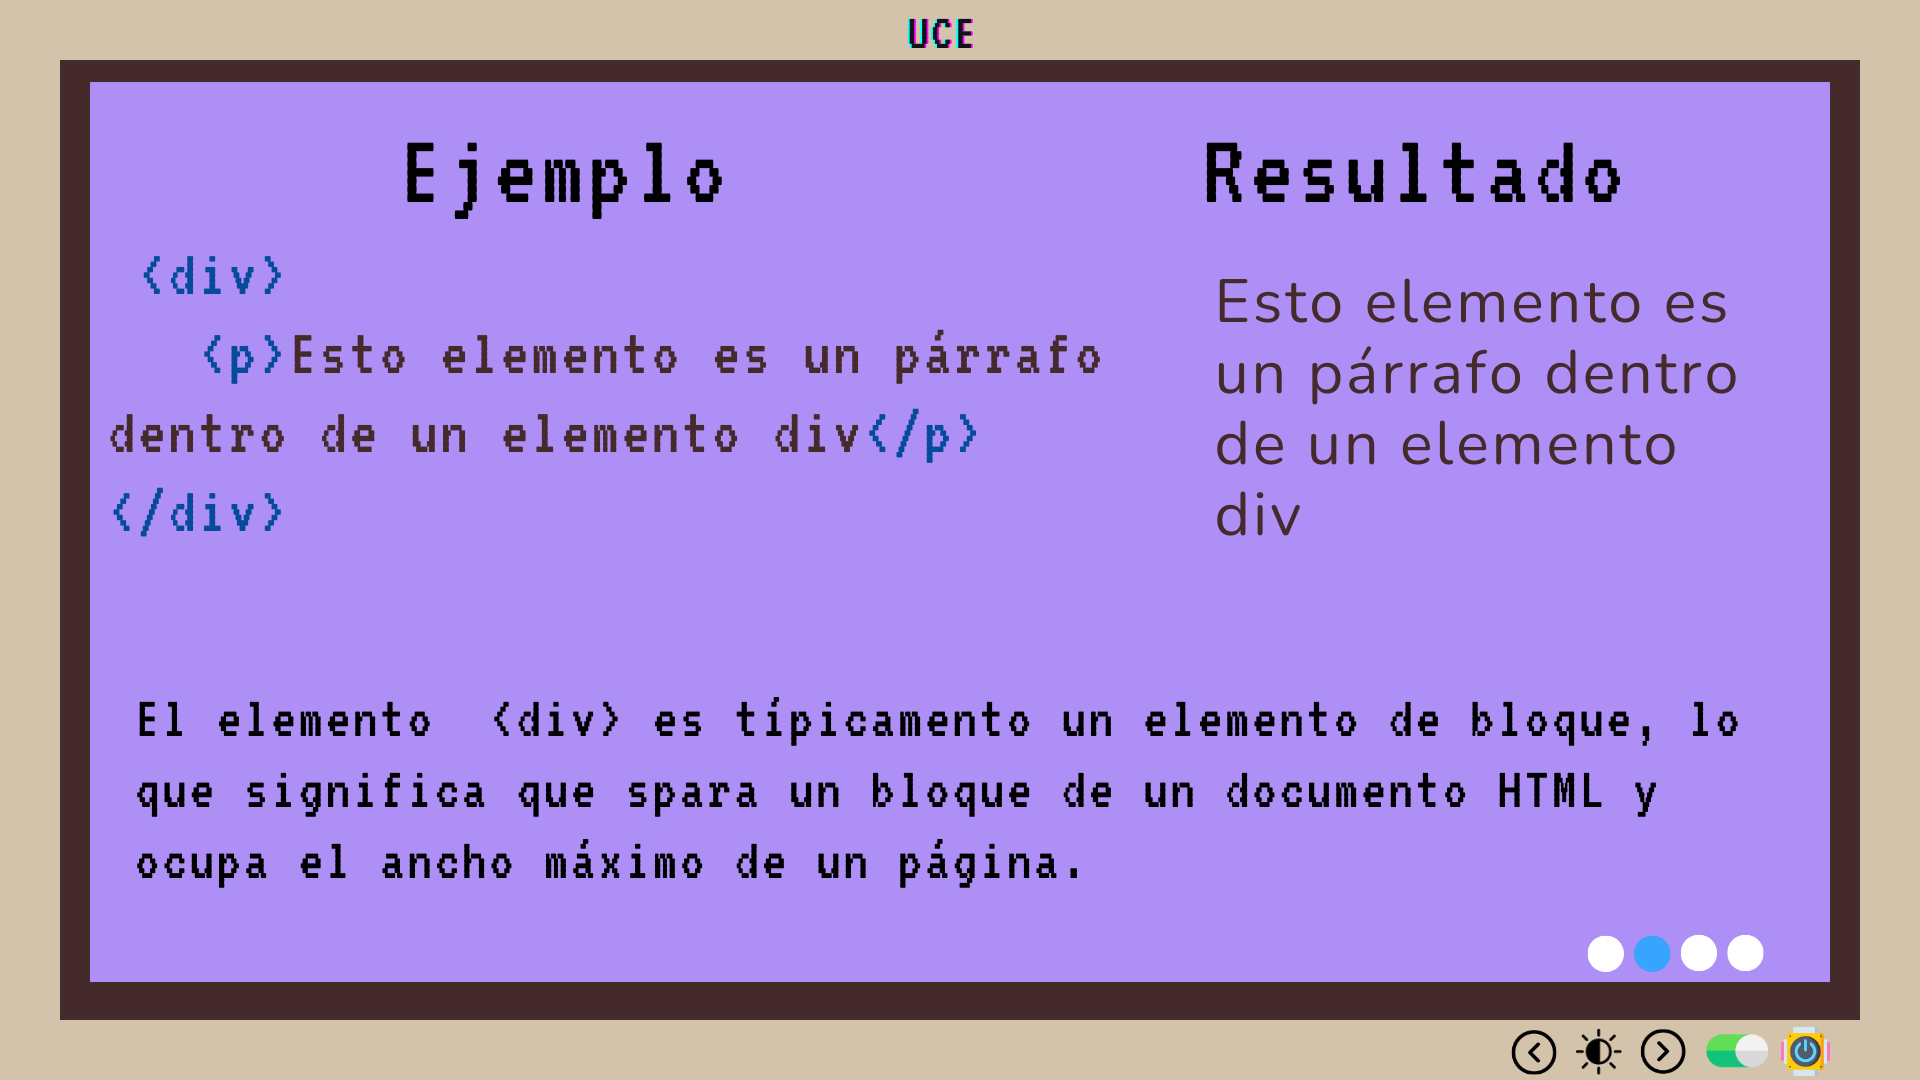 UCE
Ejemplo
<div>
<p>Esto elemento es un párrafo
dentro de un elemento div</p>
</div>
Resultado
Esto elemento es
un párrafo dentro
de un elemento
div
El elemento <div> es típicamento un elemento de bloque, lo
que significa que spara un bloque de un documento HTML y
ocupa el ancho máximo de un página.